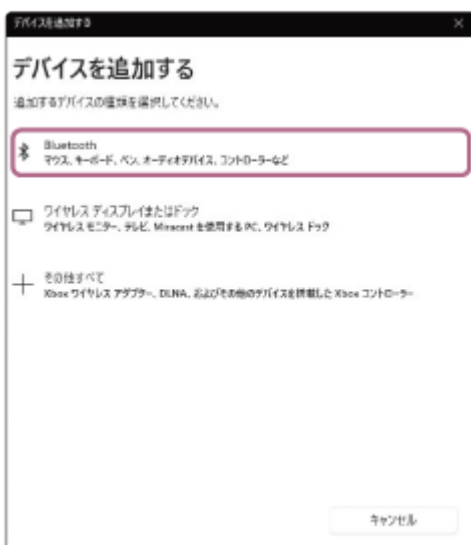 デバイスを追加する
デバイスを追加する
追加するデバイスの種類を選択してください。
Bluetooth
マウス、キーボード、ペン、オーディオデバイス、コントローラーなど
ワイヤレス ディスプレイまたはドック
ワイヤレス モニター、テレビ、Miracast を使用する PC、ワイヤレス ドック
その他すべて
Xbox ワイヤレス アダプター、DLNA、およびその他のデバイスを搭載した Xbox コントローラー
キャンセル